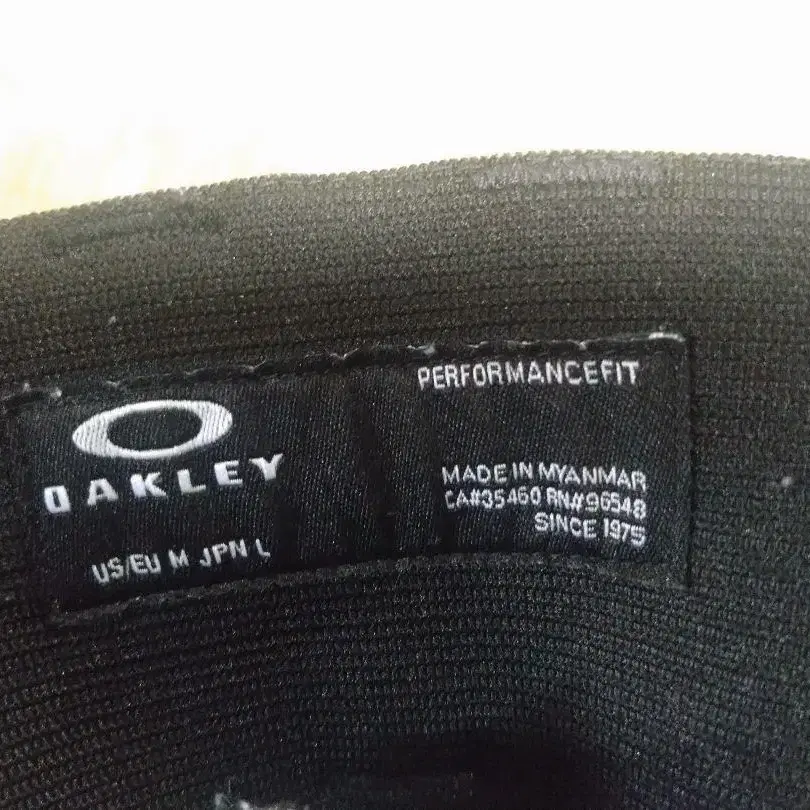 OAKLEY
US/EU M JPN L
PERFORMANCEFIT
MADE IN MYANMAR
CA#35460 RN#96548
SINCE 1975